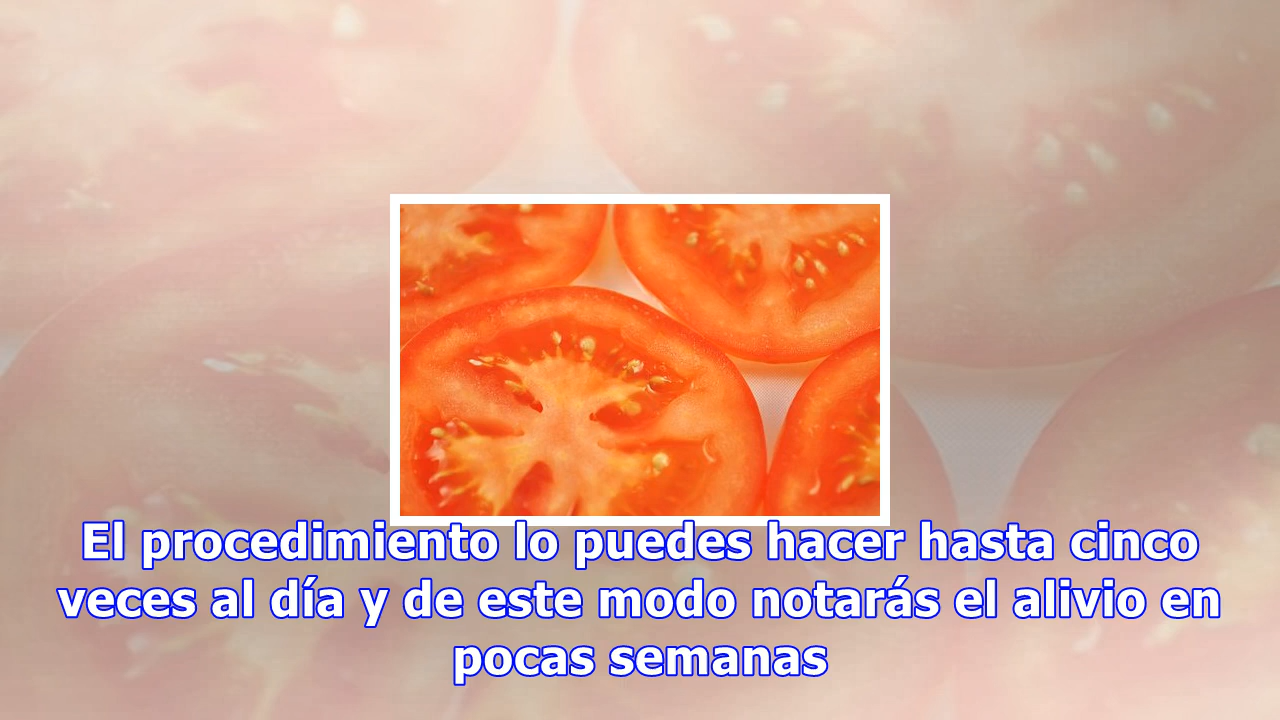 El procedimiento lo puedes hacer hasta cinco
veces al día y de este modo notarás el alivio en
pocas semanas